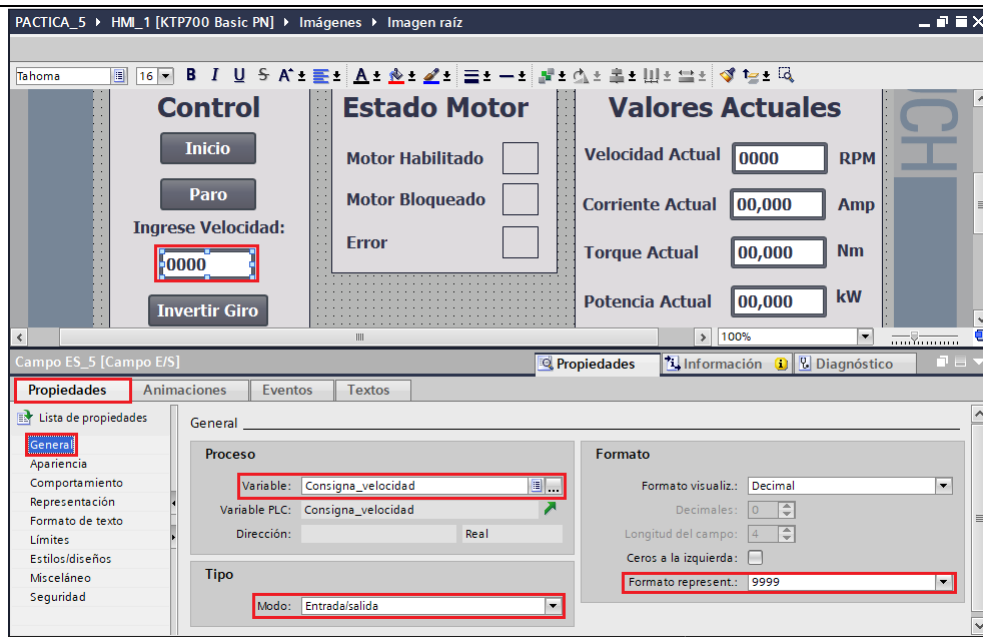 PACTICA_5 ▸ HMI_1 [KTP700 Basic PN] ▸ Imágenes ▸ Imagen raíz
Tahoma 16 B I U S A
Control
Inicio
Paro
Ingrese Velocidad:
0000
Invertir Giro
Estado Motor
Motor Habilitado
Motor Bloqueado
Error
Valores Actuales
Velocidad Actual 0000 RPM
Corriente Actual 00,000 Amp
Torque Actual 00,000 Nm
Potencia Actual 00,000 kW
UCH
100%
Campo ES_5 [Campo E/S]
Propiedades Información Diagnóstico
Propiedades Animaciones Eventos Textos
Lista de propiedades
General
Apariencia
Comportamiento
Representación
Formato de texto
Límites
Estilos/diseños
Misceláneo
Seguridad
General
Proceso
Variable: Consigna_velocidad
Variable PLC: Consigna_velocidad
Dirección: Real
Tipo
Modo: Entrada/salida
Formato
Formato visualiz.: Decimal
Decimales: 0
Longitud del campo: 4
Ceros a la izquierda:
Formato represent.: 9999